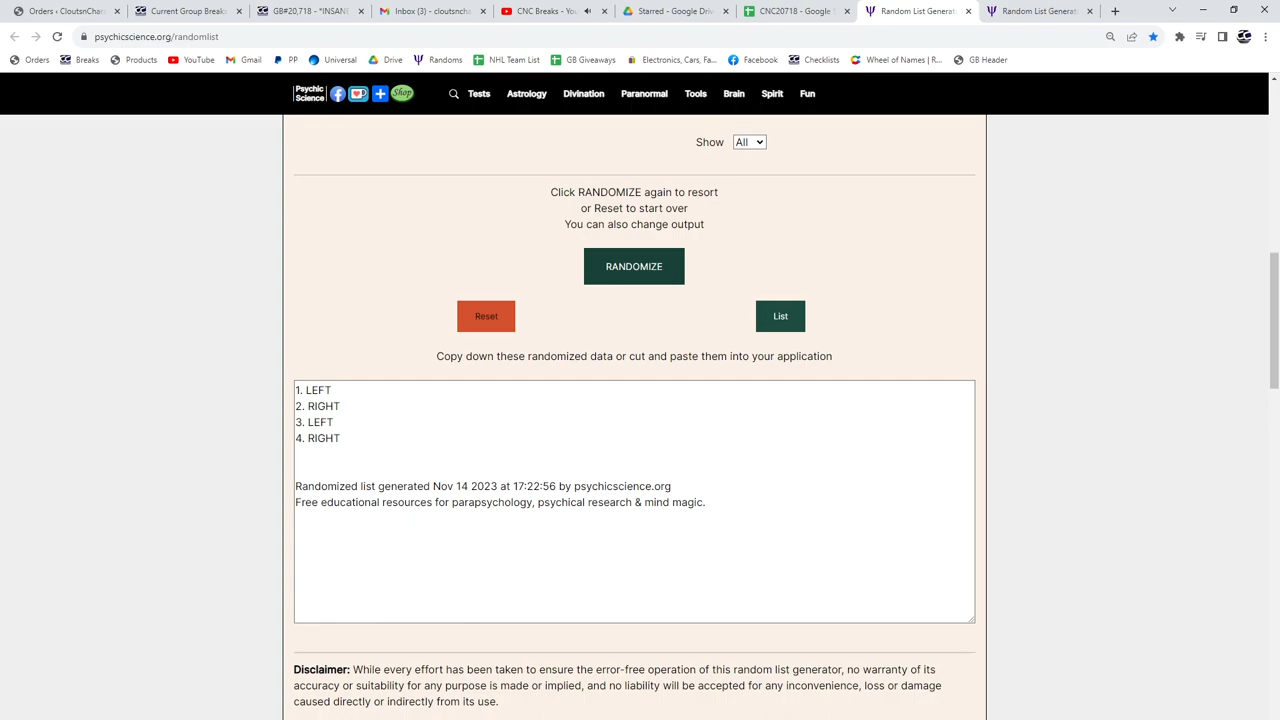 Orders ‹ CloutsnChara
Current Group Breaks
GB#20,718 - *INSANE
Inbox (3) - cloutsnchara
CNC Breaks - You
Starred - Google Drive
CNC20718 - Google S
Random List Generato
Random List Generato
psychicscience.org/randomlist
Orders
Breaks
Products
YouTube
Gmail
PP
Universal
Drive
Randoms
NHL Team List
GB Giveaways
Electronics, Cars, Fa...
Facebook
Checklists
Wheel of Names | R...
GB Header
Psychic
Science
Shop
Tests
Astrology
Divination
Paranormal
Tools
Brain
Spirit
Fun
Show All
Click RANDOMIZE again to resort
or Reset to start over
You can also change output
RANDOMIZE
Reset
List
Copy down these randomized data or cut and paste them into your application
1. LEFT
2. RIGHT
3. LEFT
4. RIGHT
Randomized list generated Nov 14 2023 at 17:22:56 by psychicscience.org
Free educational resources for parapsychology, psychical research & mind magic.
Disclaimer: While every effort has been taken to ensure the error-free operation of this random list generator, no warranty of its
accuracy or suitability for any purpose is made or implied, and no liability will be accepted for any inconvenience, loss or damage
caused directly or indirectly from its use.